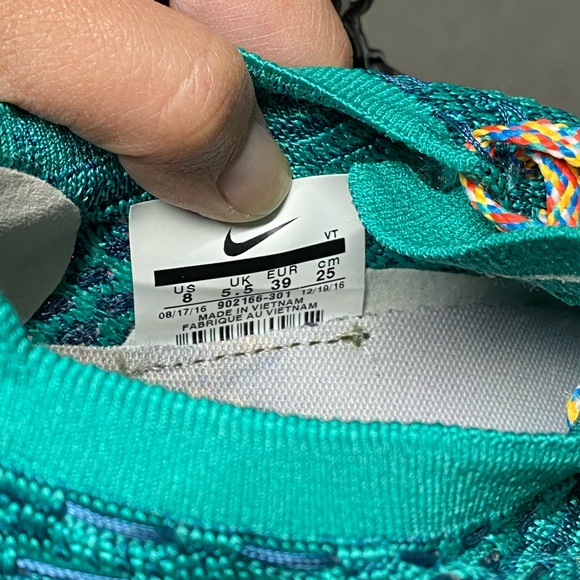 VT
US UK EUR cm
8 5.5 39 25
08/17/16 902166-301 12/19/16
MADE IN VIETNAM
FABRIQUE AU VIETNAM